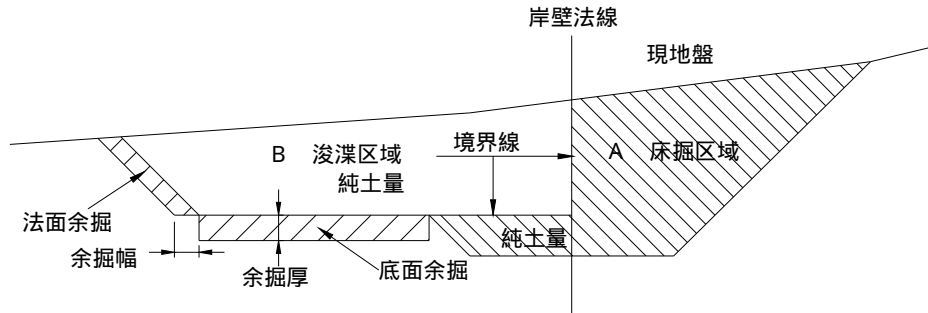 岸壁法線
現地盤
境界線
B 浚渫区域
純土量
A 床掘区域
法面余掘
純土量
余掘幅
余掘厚
底面余掘